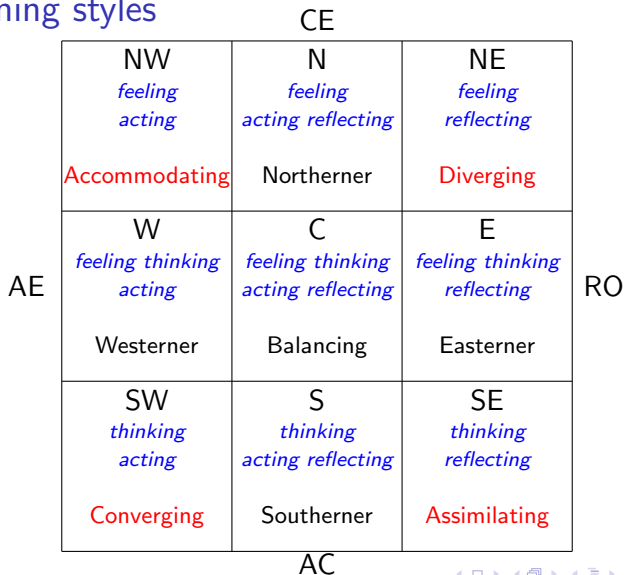 ning styles
CE
NW N NE
feeling feeling feeling
acting acting reflecting reflecting
Accommodating Northerner Diverging
W C E
feeling thinking feeling thinking feeling thinking
AE acting acting reflecting reflecting RO
Westerner Balancing Easterner
SW S SE
thinking thinking thinking
acting acting reflecting reflecting
Converging Southerner Assimilating
AC